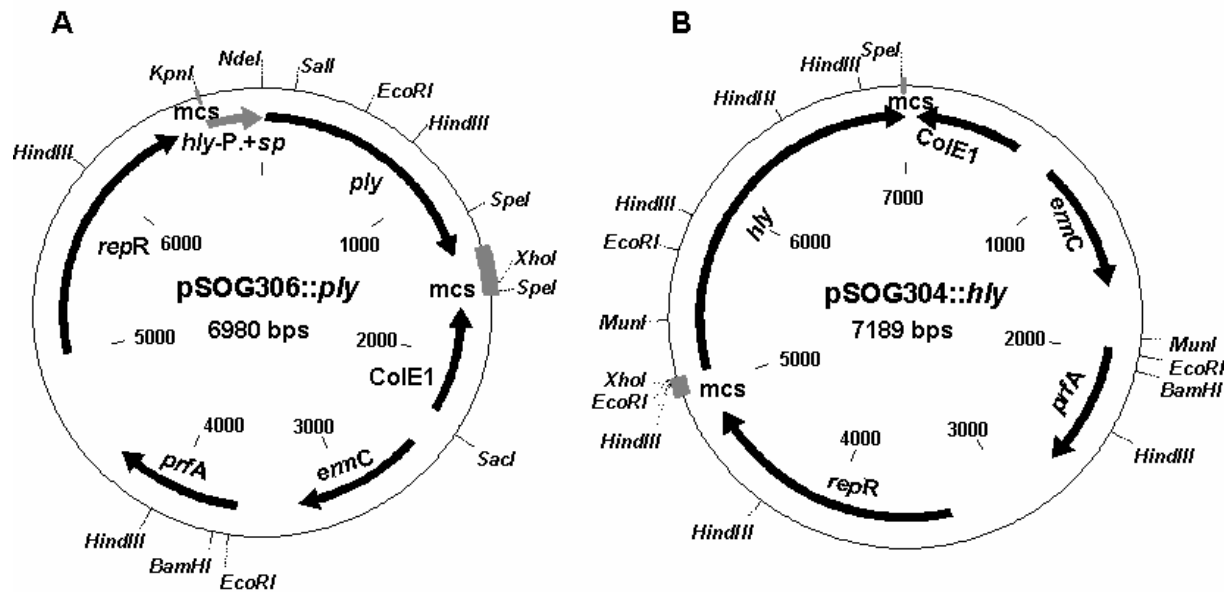 A
NdeI
SalI
KpnI
EcoRI
mcs
HindIII
hly-P.+sp
HindIII
ply
SpeI
repR
6000
1000
XhoI
pSOG306::ply
mcs
SpeI
6980 bps
5000
2000
ColE1
4000
3000
SacI
prfA
ermC
HindIII
BamHI
EcoRI
B
SpeI
HindIII
mcs
HindIII
ColE1
7000
ermC
HindIII
hly
6000
1000
EcoRI
pSOG304::hly
MunI
7189 bps
2000
MunI
EcoRI
5000
BamHI
XhoI
mcs
EcoRI
prfA
HindIII
4000
3000
HindIII
repR
HindIII